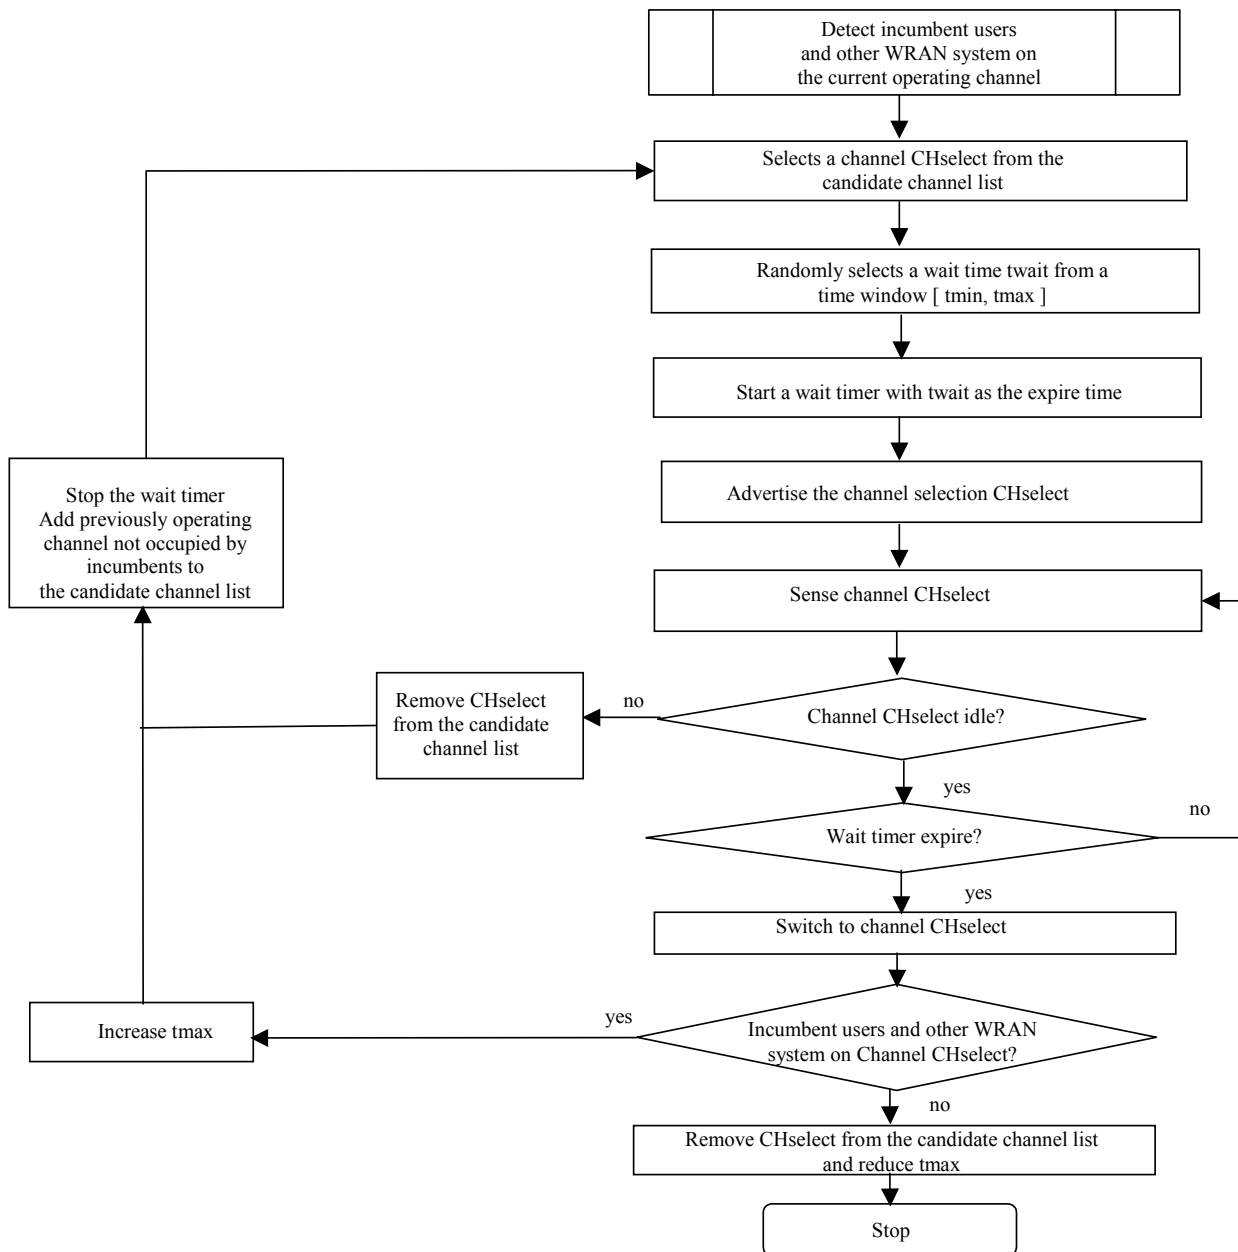 Detect incumbent users
and other WRAN system on
the current operating channel
Selects a channel CHselect from the
candidate channel list
Randomly selects a wait time twait from a
time window [ tmin, tmax ]
Start a wait timer with twait as the expire time
Advertise the channel selection CHselect
Stop the wait timer
Add previously operating
channel not occupied by
incumbents to
the candidate channel list
Sense channel CHselect
Remove CHselect
from the candidate
channel list
no
Channel CHselect idle?
yes
Wait timer expire?
no
yes
Switch to channel CHselect
Increase tmax
yes
Incumbent users and other WRAN
system on Channel CHselect?
no
Remove CHselect from the candidate channel list
and reduce tmax
Stop